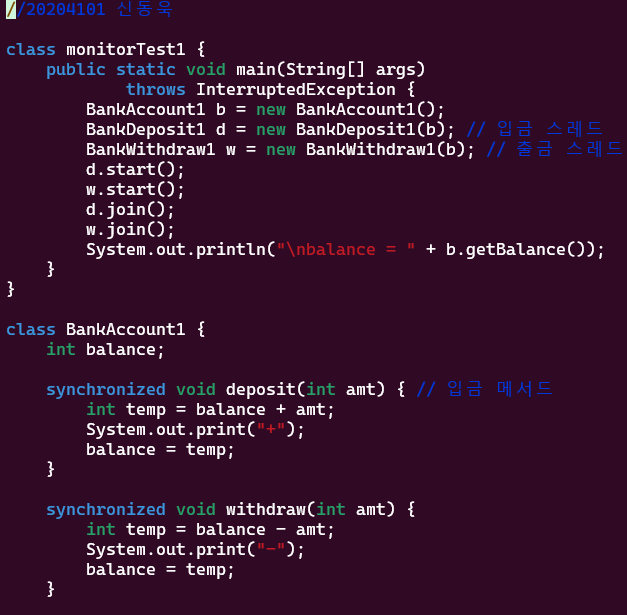 //20204101 신동욱

class monitorTest1 {
    public static void main(String[] args)
            throws InterruptedException {
        BankAccount1 b = new BankAccount1();
        BankDeposit1 d = new BankDeposit1(b); // 입금 스레드
        BankWithdraw1 w = new BankWithdraw1(b); // 출금 스레드
        d.start();
        w.start();
        d.join();
        w.join();
        System.out.println("\nbalance = " + b.getBalance());
    }
}

class BankAccount1 {
    int balance;

    synchronized void deposit(int amt) { // 입금 메서드
        int temp = balance + amt;
        System.out.print("+");
        balance = temp;
    }

    synchronized void withdraw(int amt) {
        int temp = balance - amt;
        System.out.print("-");
        balance = temp;
    }